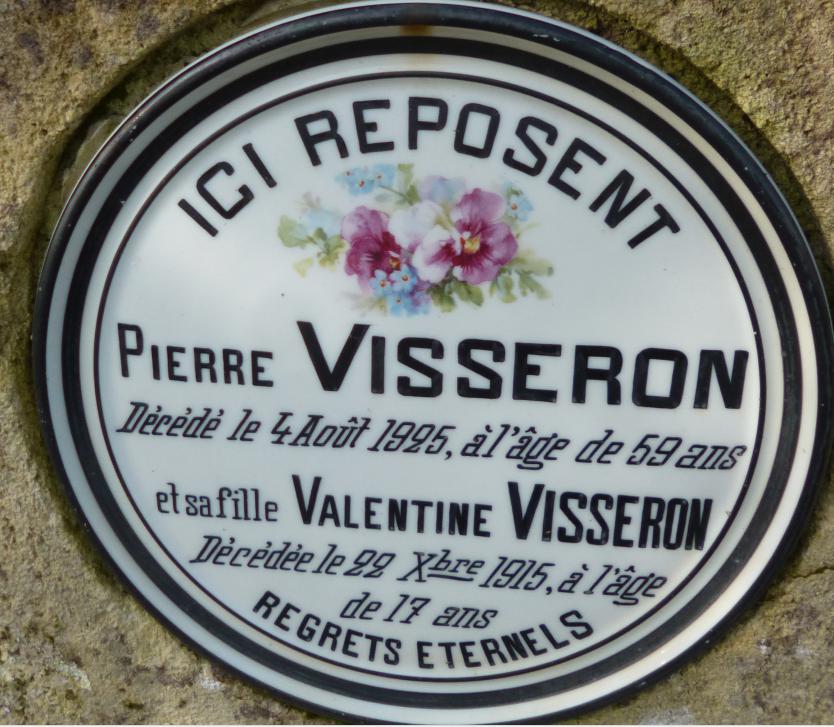 ICI REPOSENT
PIERRE VISSERON
Décédé le 4 Août 1925, à l'âge de 59 ans
et sa fille VALENTINE VISSERON
Décédée le 22 Xbre 1915, à l'âge
de 17 ans
REGRETS ETERNELS